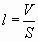 l = V/S